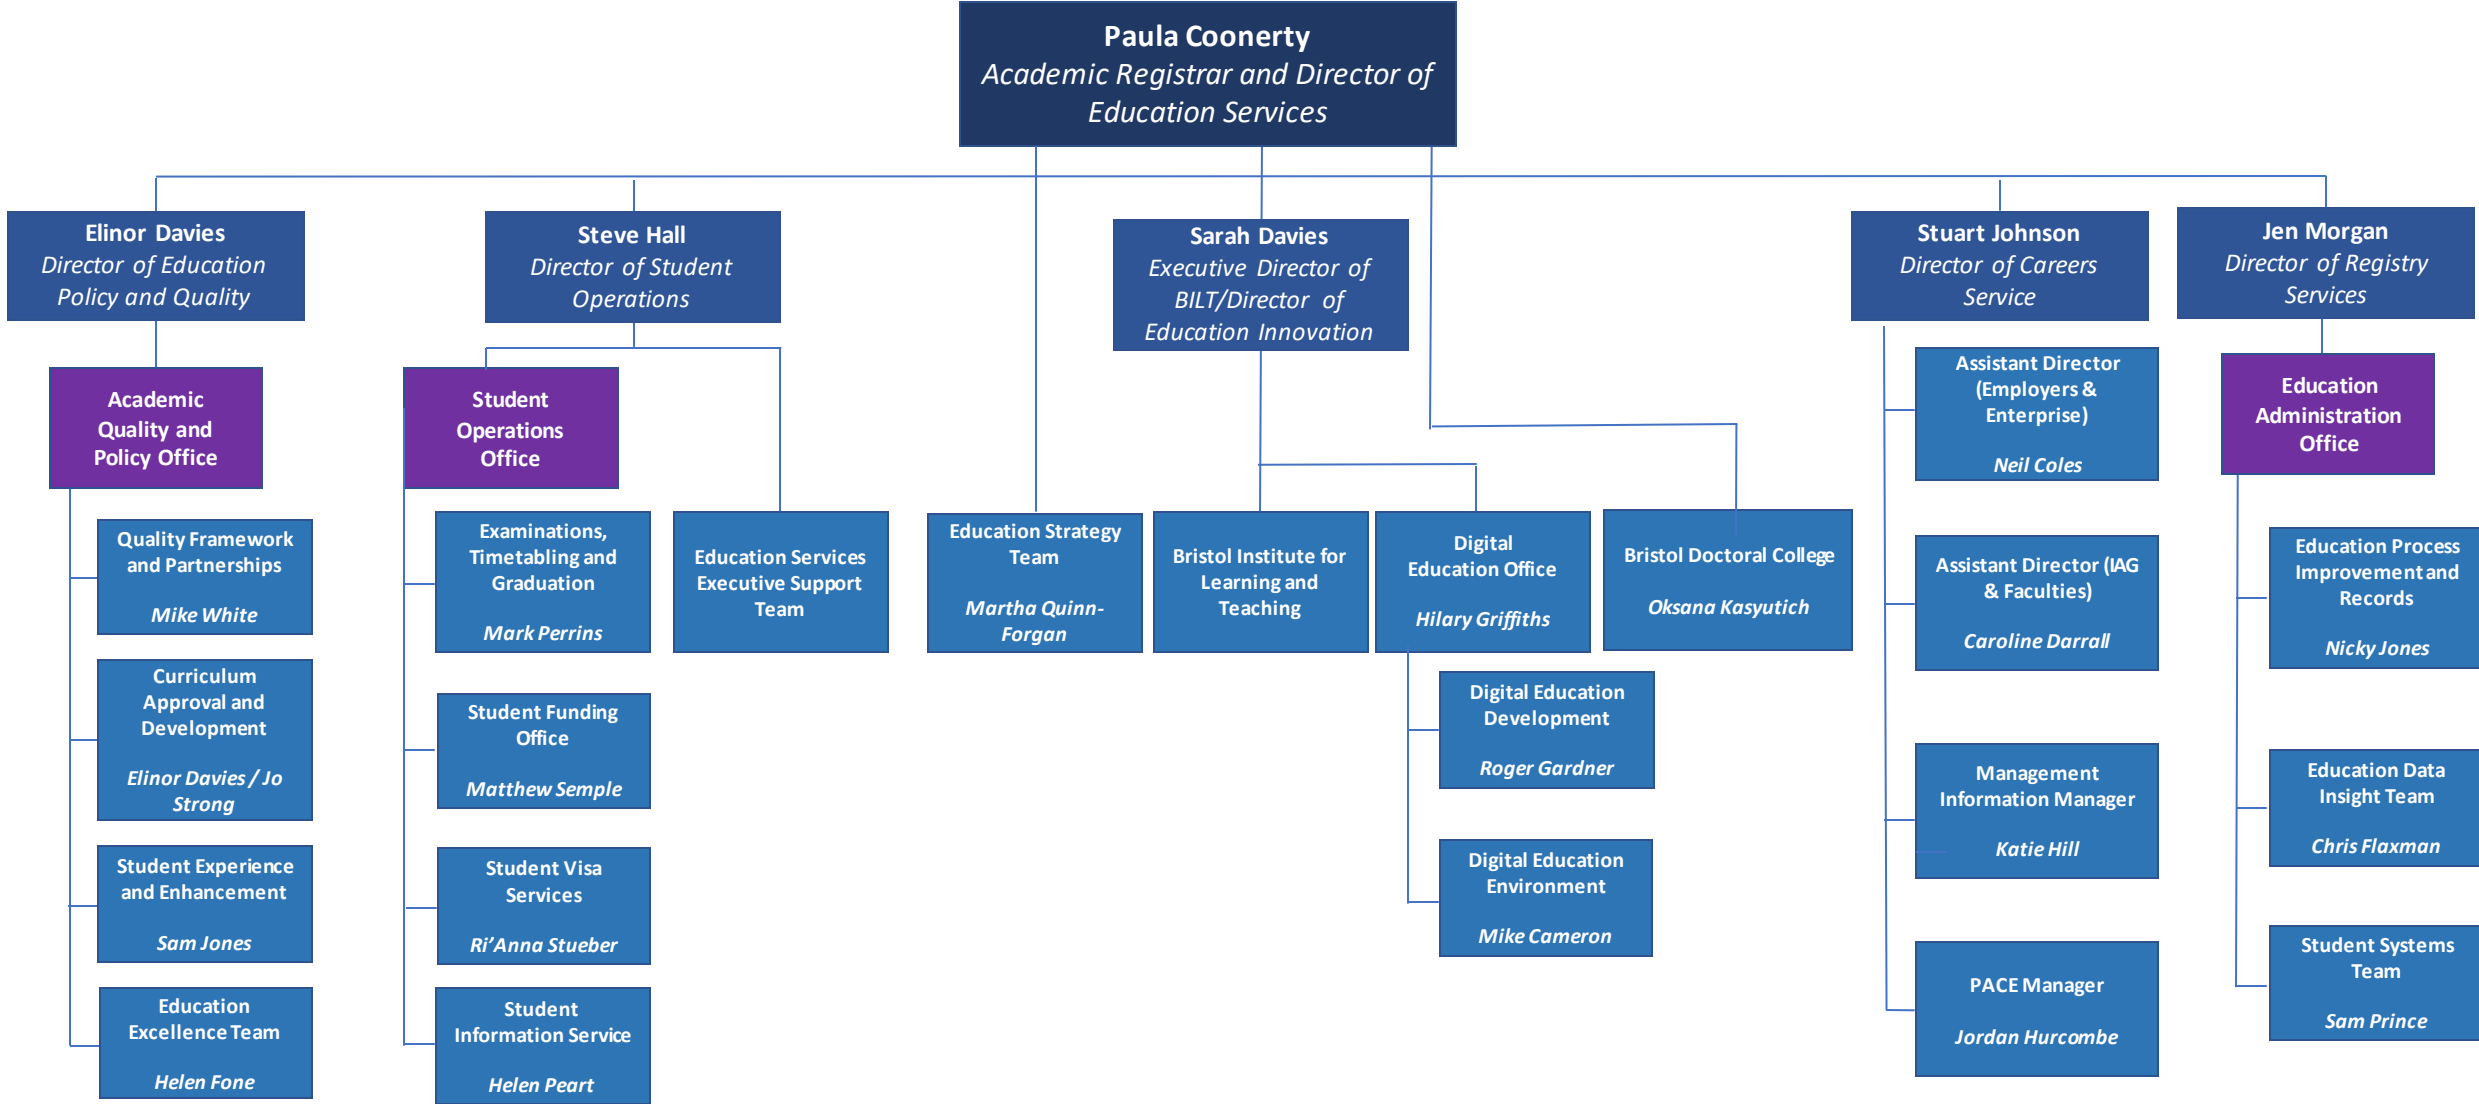 Paula Coonerty
Academic Registrar and Director of
Education Services
Elinor Davies
Director of Education
Policy and Quality
Steve Hall
Director of Student
Operations
Sarah Davies
Executive Director of
BILT/Director of
Education Innovation
Stuart Johnson
Director of Careers
Service
Jen Morgan
Director of Registry
Services
Academic
Quality and
Policy Office
Quality Framework
and Partnerships
Mike White
Curriculum
Approval and
Development
Elinor Davies / Jo
Strong
Student Experience
and Enhancement
Sam Jones
Education
Excellence Team
Helen Fone
Student
Operations
Office
Examinations,
Timetabling and
Graduation
Mark Perrins
Student Funding
Office
Matthew Semple
Student Visa
Services
Ri’Anna Stueber
Student
Information Service
Helen Peart
Education Services
Executive Support
Team
Education Strategy
Team
Martha Quinn-
Forgan
Bristol Institute for
Learning and
Teaching
Digital
Education Office
Hilary Griffiths
Digital Education
Development
Roger Gardner
Digital Education
Environment
Mike Cameron
Bristol Doctoral College
Oksana Kasyutich
Assistant Director
(Employers &
Enterprise)
Neil Coles
Assistant Director (IAG
& Faculties)
Caroline Darrall
Management
Information Manager
Katie Hill
PACE Manager
Jordan Hurcombe
Education
Administration
Office
Education Process
Improvement and
Records
Nicky Jones
Education Data
Insight Team
Chris Flaxman
Student Systems
Team
Sam Prince